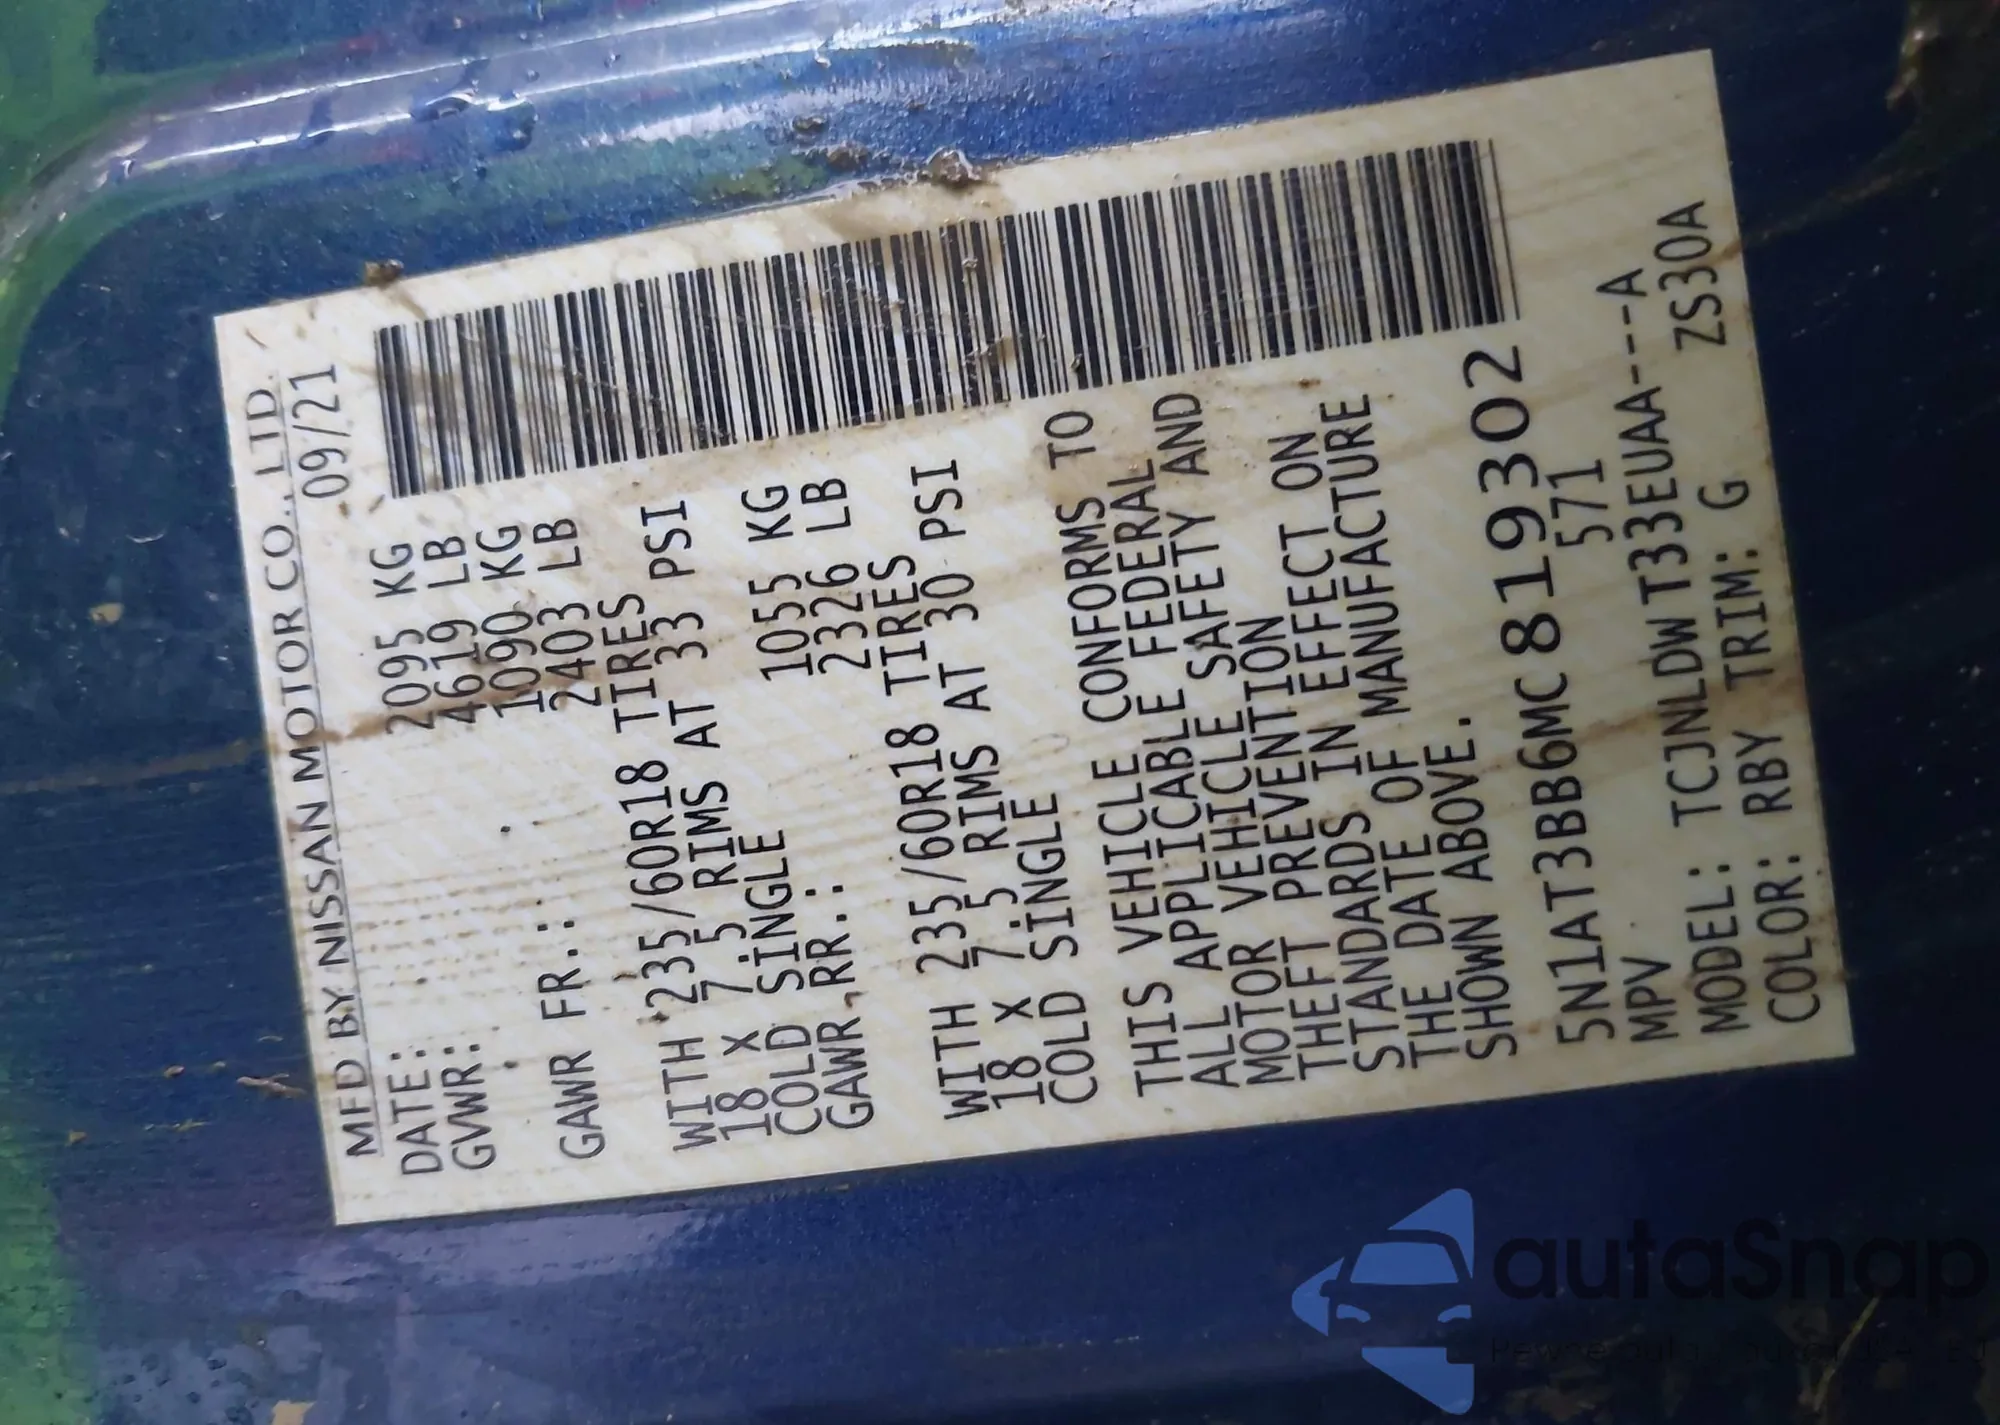 MFD BY NISSAN MOTOR CO., LTD.
DATE: 09/21
GVWR: 2095 KG
4619 LB
GAWR FR.: 1090 KG
2403 LB
WITH 235/60R18 TIRES
18 X 7.5 RIMS AT 33 PSI
COLD SINGLE
GAWR RR.: 1055 KG
2326 LB
WITH 235/60R18 TIRES
18 X 7.5 RIMS AT 30 PSI
COLD SINGLE
THIS VEHICLE CONFORMS TO
ALL APPLICABLE FEDERAL
MOTOR VEHICLE SAFETY AND
THEFT PREVENTION
STANDARDS IN EFFECT ON
THE DATE OF MANUFACTURE
SHOWN ABOVE.
5N1AT3BB6MC819302
MPV 571
MODEL: TCJNLDW T33EUAA---A
COLOR: RBY TRIM: G ZS30A
autaSnap